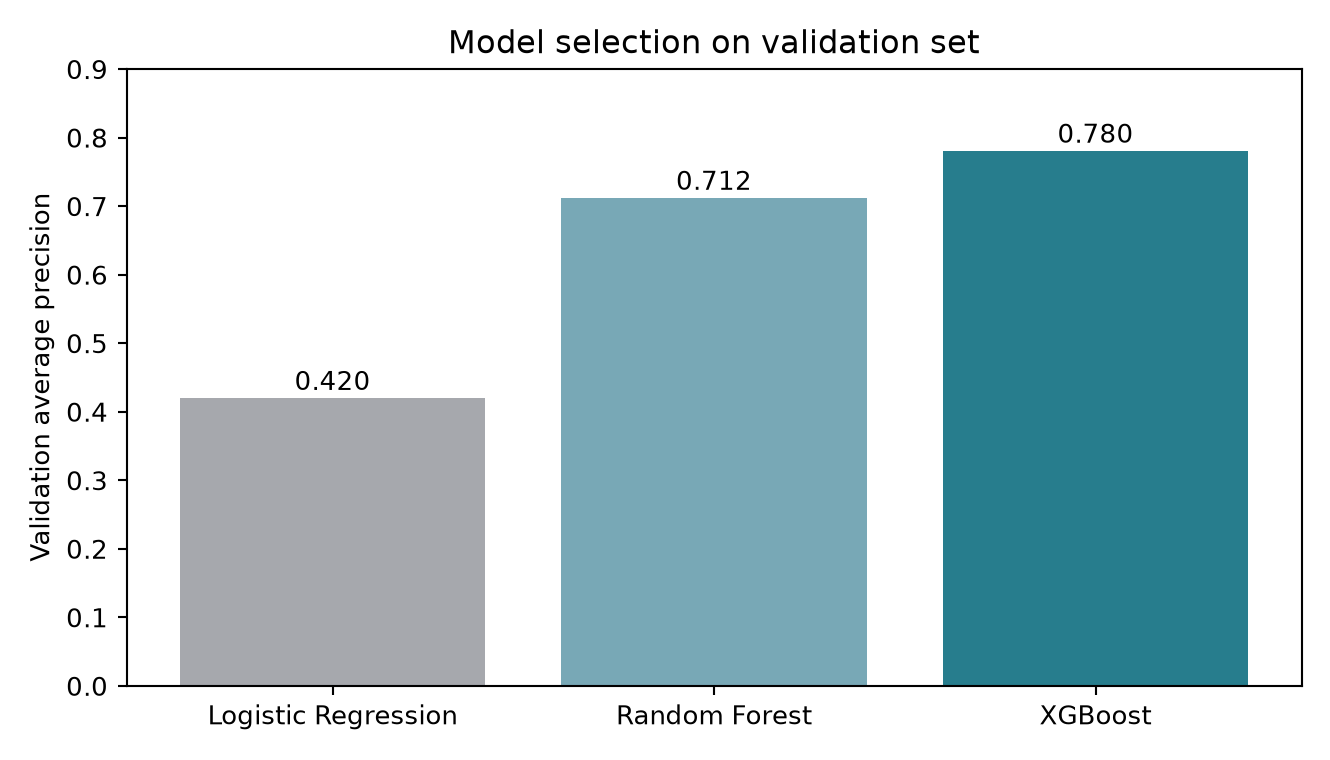 Model selection on validation set
Validation average precision
0.9
0.8
0.7
0.6
0.5
0.4
0.3
0.2
0.1
0.0
0.420
0.712
0.780
Logistic Regression
Random Forest
XGBoost